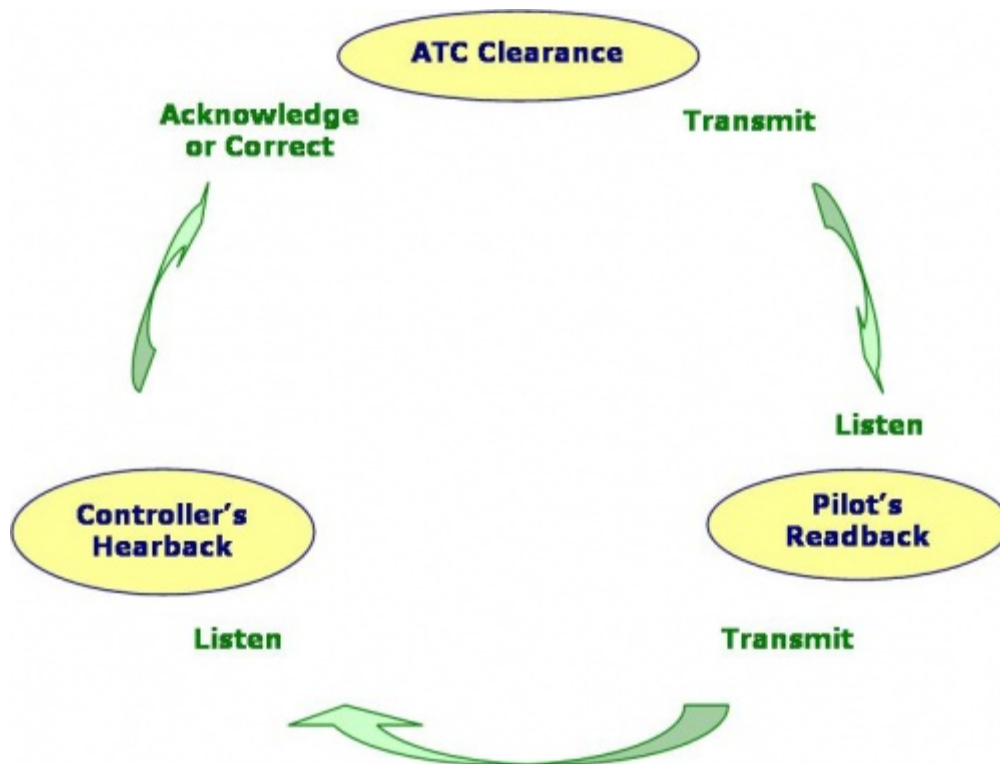 ATC Clearance
Acknowledge
or Correct
Transmit
Listen
Controller’s
Hearback
Pilot’s
Readback
Listen
Transmit